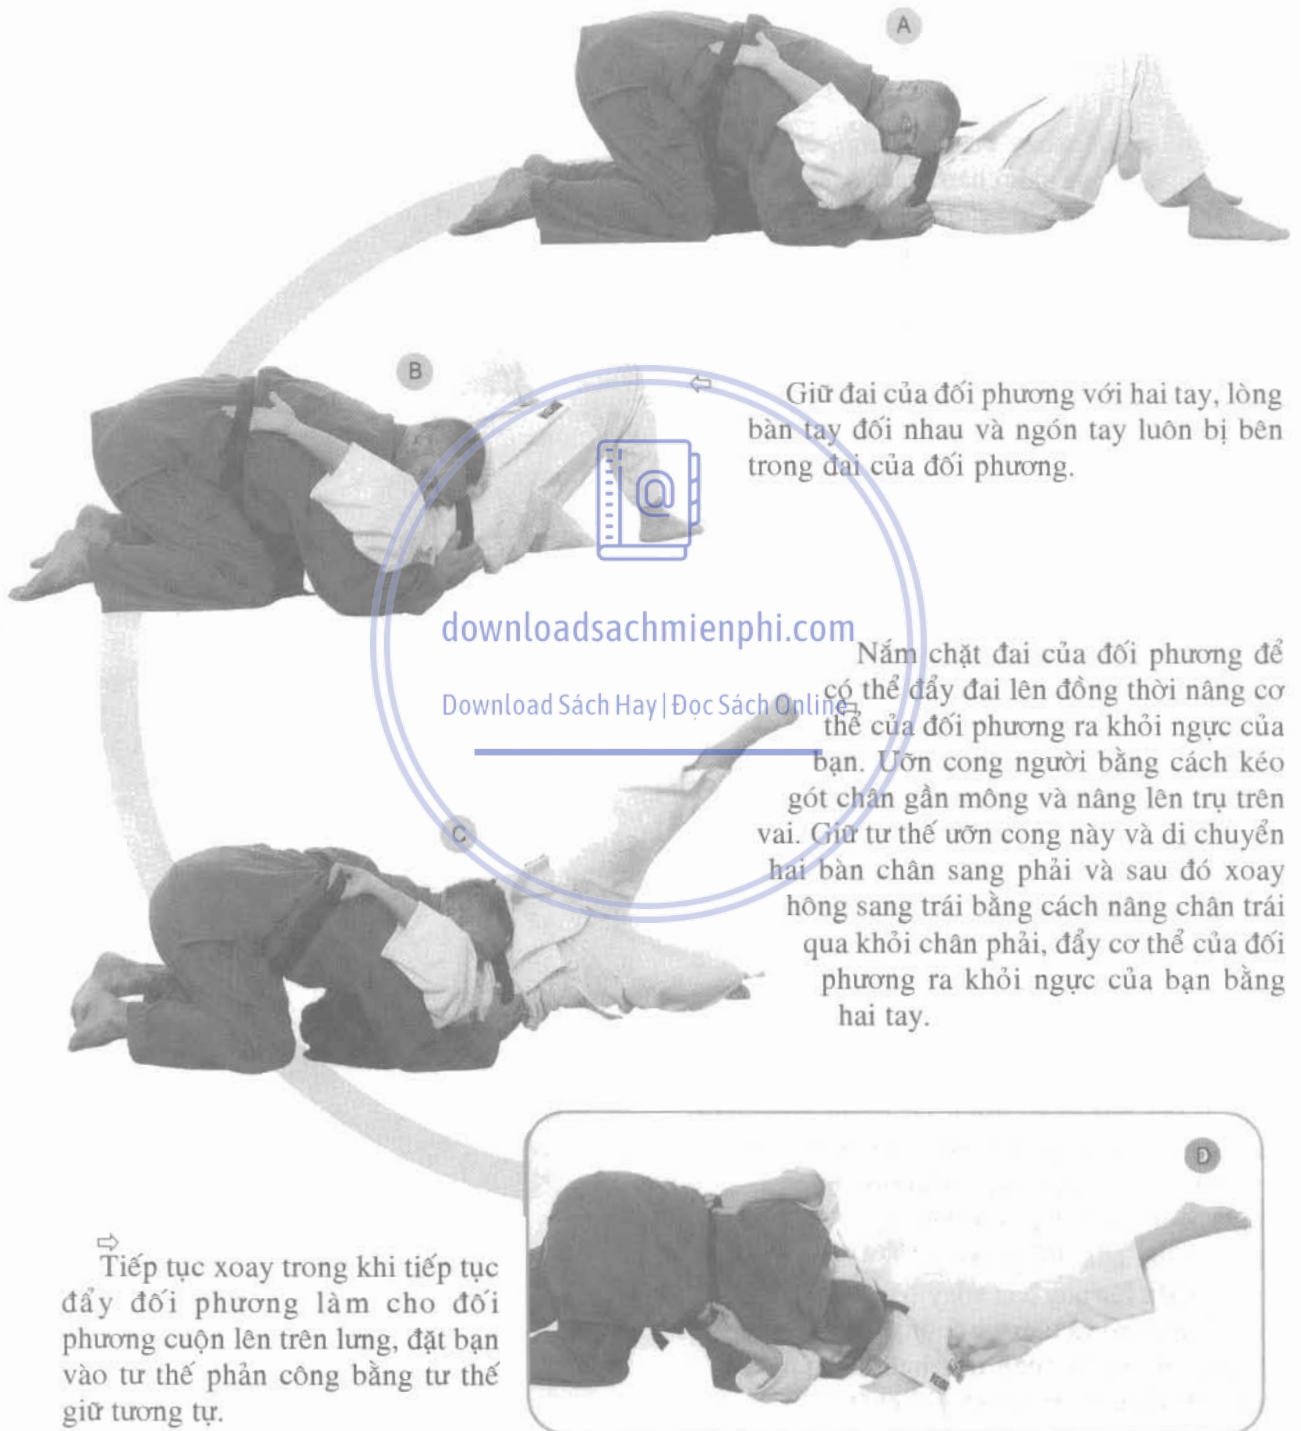 A
B
Giữ đai của đối phương với hai tay, lòng
bàn tay đối nhau và ngón tay luôn bị bên
trong đai của đối phương.
downloadsachmienphi.com
Download Sách Hay | Đọc Sách Online
Nắm chặt đai của đối phương để
có thể đẩy đai lên đồng thời nâng cơ
thể của đối phương ra khỏi ngực của
bạn. Uỡn cong người bằng cách kéo
gót chân gần mông và nâng lên trụ trên
vai. Giữ tư thế ưỡn cong này và di chuyển
hai bàn chân sang phải và sau đó xoay
hông sang trái bằng cách nâng chân trái
qua khỏi chân phải, đẩy cơ thể của đối
phương ra khỏi ngực của bạn bằng
hai tay.
C
D
Tiếp tục xoay trong khi tiếp tục
đẩy đối phương làm cho đối
phương cuộn lên trên lưng, đặt bạn
vào tư thế phản công bằng tư thế
giữ tương tự.